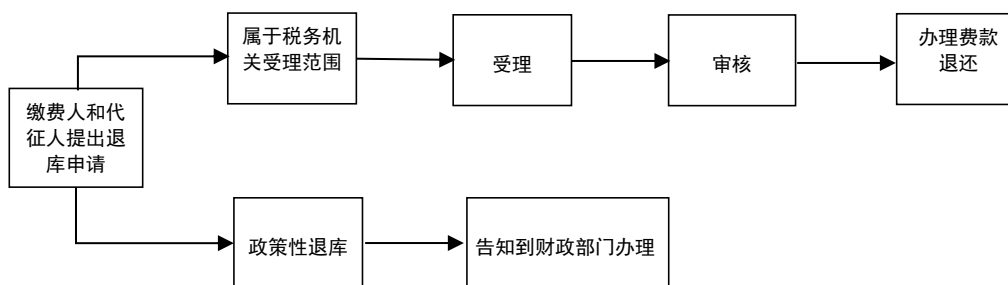 缴费人和代
征人提出退
库申请
属于税务机
关受理范围
受理
审核
办理费款
退还
政策性退库
告知到财政部门办理